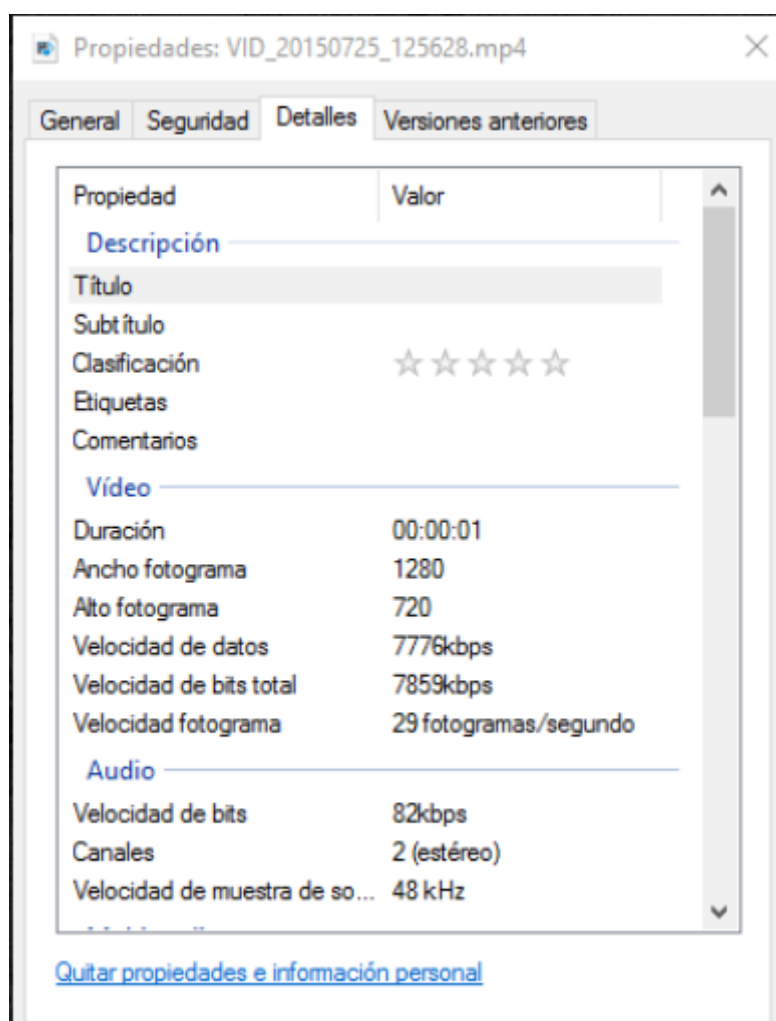 Propiedades: VID_20150725_125628.mp4
General Seguridad Detalles Versiones anteriores
Propiedad Valor
Descripción
Título
Subtítulo
Clasificación
Etiquetas
Comentarios
Vídeo
Duración 00:00:01
Ancho fotograma 1280
Alto fotograma 720
Velocidad de datos 7776kbps
Velocidad de bits total 7859kbps
Velocidad fotograma 29 fotogramas/segundo
Audio
Velocidad de bits 82kbps
Canales 2 (estéreo)
Velocidad de muestra de so... 48 kHz
Quitar propiedades e información personal